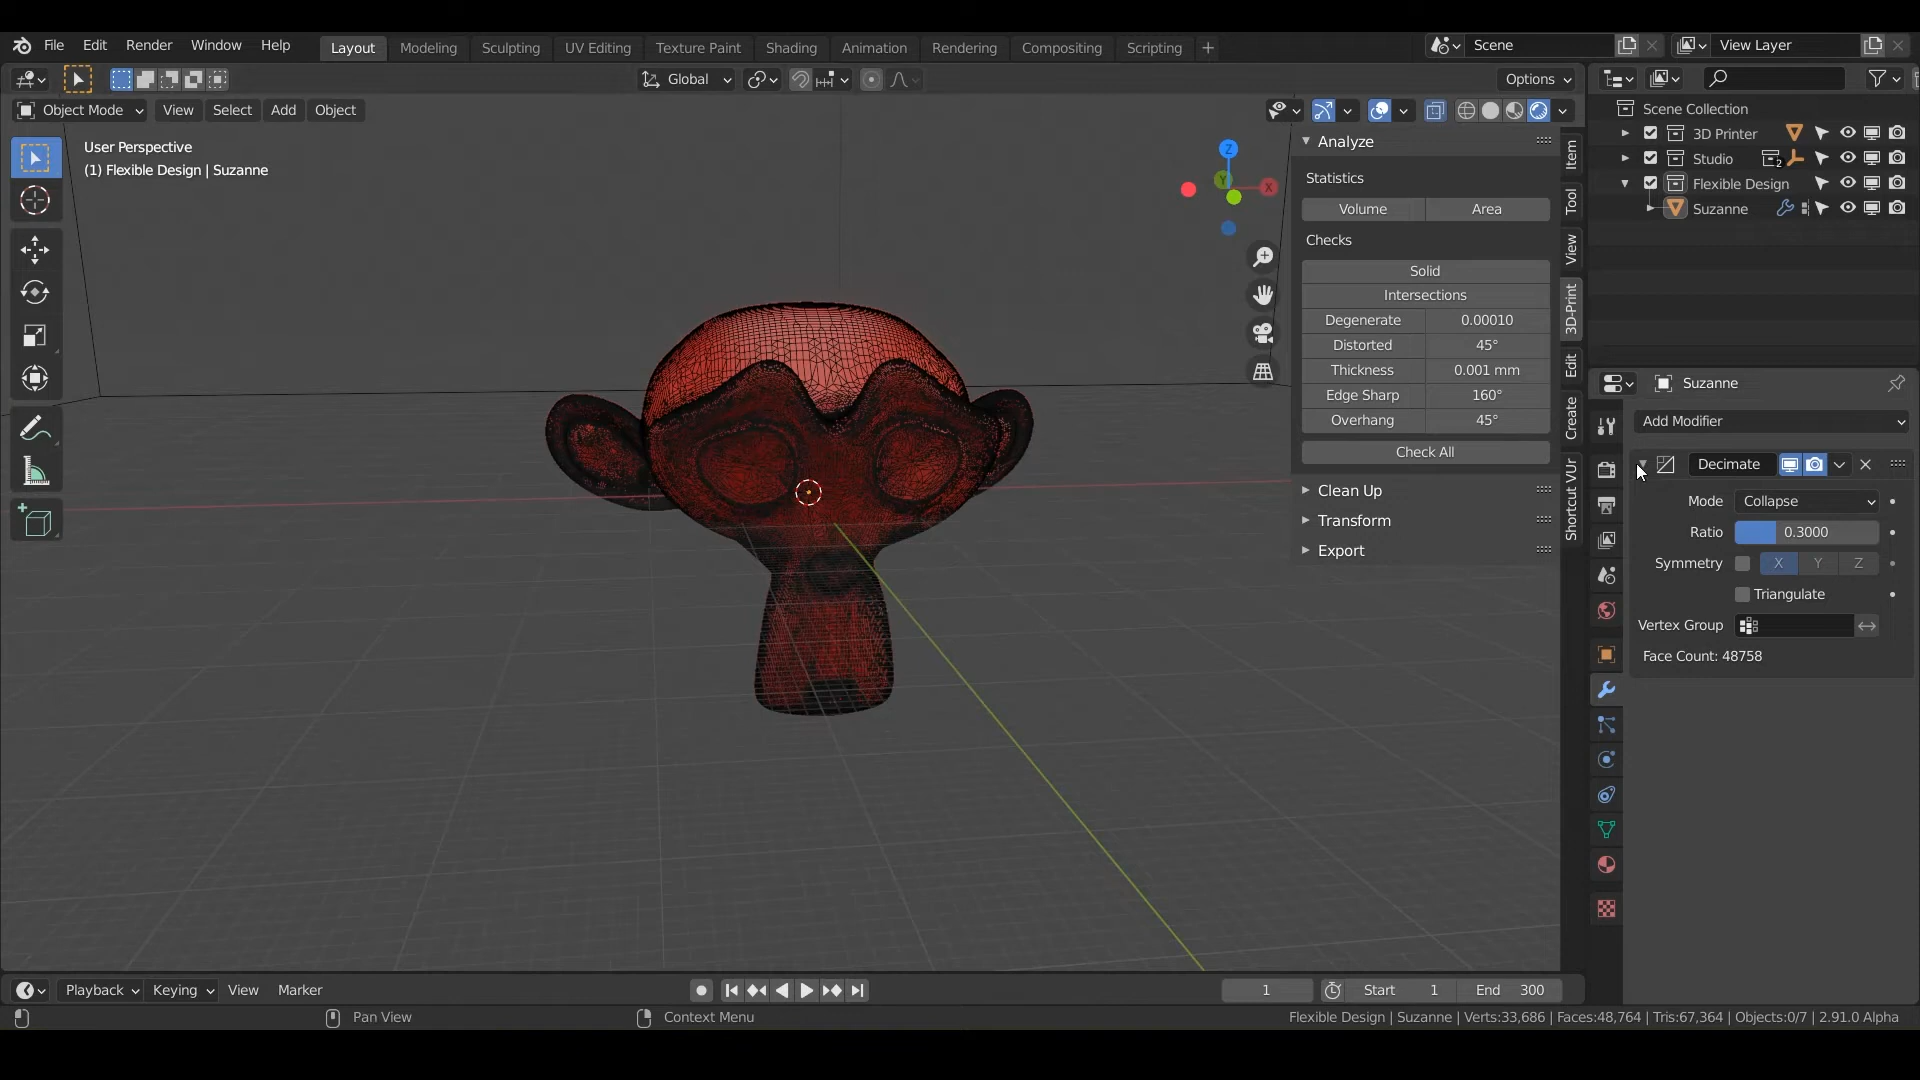 File Edit Render Window Help Layout Modeling Sculpting UV Editing Texture Paint Shading Animation Rendering Compositing Scripting + Scene View Layer
Global Options
Object Mode View Select Add Object
User Perspective
(1) Flexible Design | Suzanne
Z
Y
X
Analyze
Statistics
Volume Area
Checks
Solid
Intersections
Degenerate 0.00010
Distorted 45°
Thickness 0.001 mm
Edge Sharp 160°
Overhang 45°
Check All
Clean Up
Transform
Export
Item
Tool
View
3D-Print
Edit
Create
Shortcut VUr
Scene Collection
3D Printer
Studio 2
Flexible Design
Suzanne
Suzanne
Add Modifier
Decimate
Mode Collapse
Ratio 0.3000
Symmetry X Y Z
Triangulate
Vertex Group
Face Count: 48758
Playback Keying View Marker 1 Start 1 End 300
Pan View Context Menu Flexible Design | Suzanne | Verts:33,686 | Faces:48,764 | Tris:67,364 | Objects:0/7 | 2.91.0 Alpha